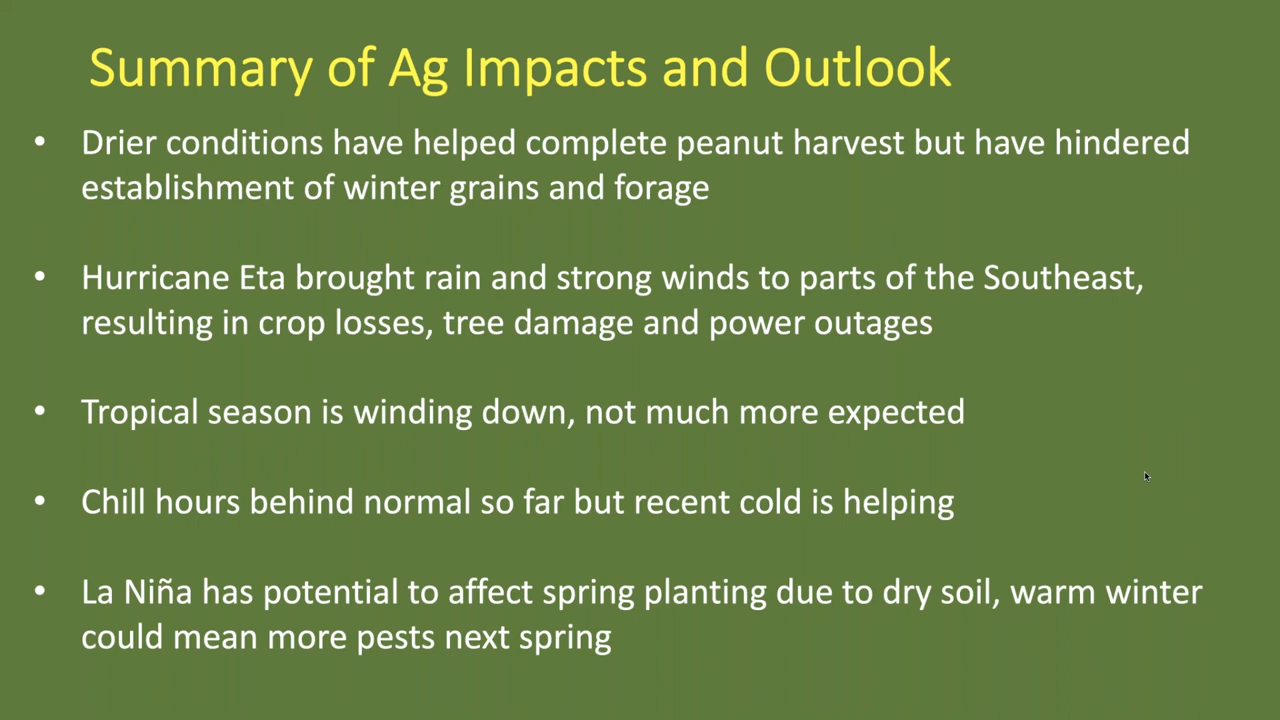 Summary of Ag Impacts and Outlook
• Drier conditions have helped complete peanut harvest but have hindered
establishment of winter grains and forage
• Hurricane Eta brought rain and strong winds to parts of the Southeast,
resulting in crop losses, tree damage and power outages
• Tropical season is winding down, not much more expected
• Chill hours behind normal so far but recent cold is helping
• La Niña has potential to affect spring planting due to dry soil, warm winter
could mean more pests next spring